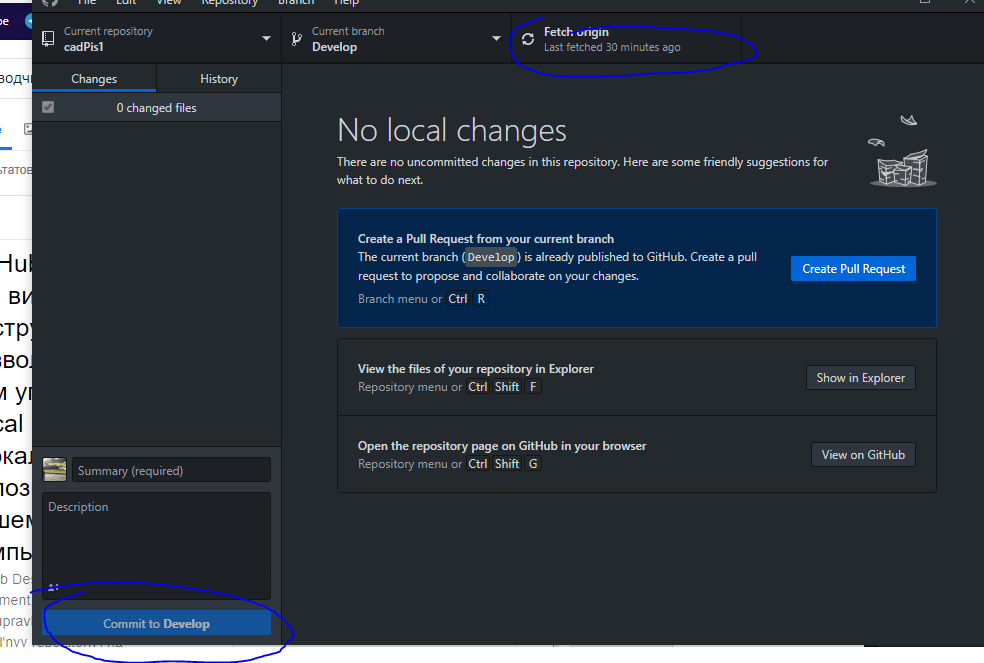 File Edit View Repository Branch Help
Current repository
cadPis1
Current branch
Develop
Fetch origin
Last fetched 30 minutes ago
Changes
History
0 changed files
No local changes
There are no uncommitted changes in this repository. Here are some friendly suggestions for
what to do next.
Create a Pull Request from your current branch
The current branch (Develop) is already published to GitHub. Create a pull
request to propose and collaborate on your changes.
Branch menu or Ctrl R
Create Pull Request
View the files of your repository in Explorer
Repository menu or Ctrl Shift F
Show in Explorer
Open the repository page on GitHub in your browser
Repository menu or Ctrl Shift G
View on GitHub
Summary (required)
Description
Commit to Develop